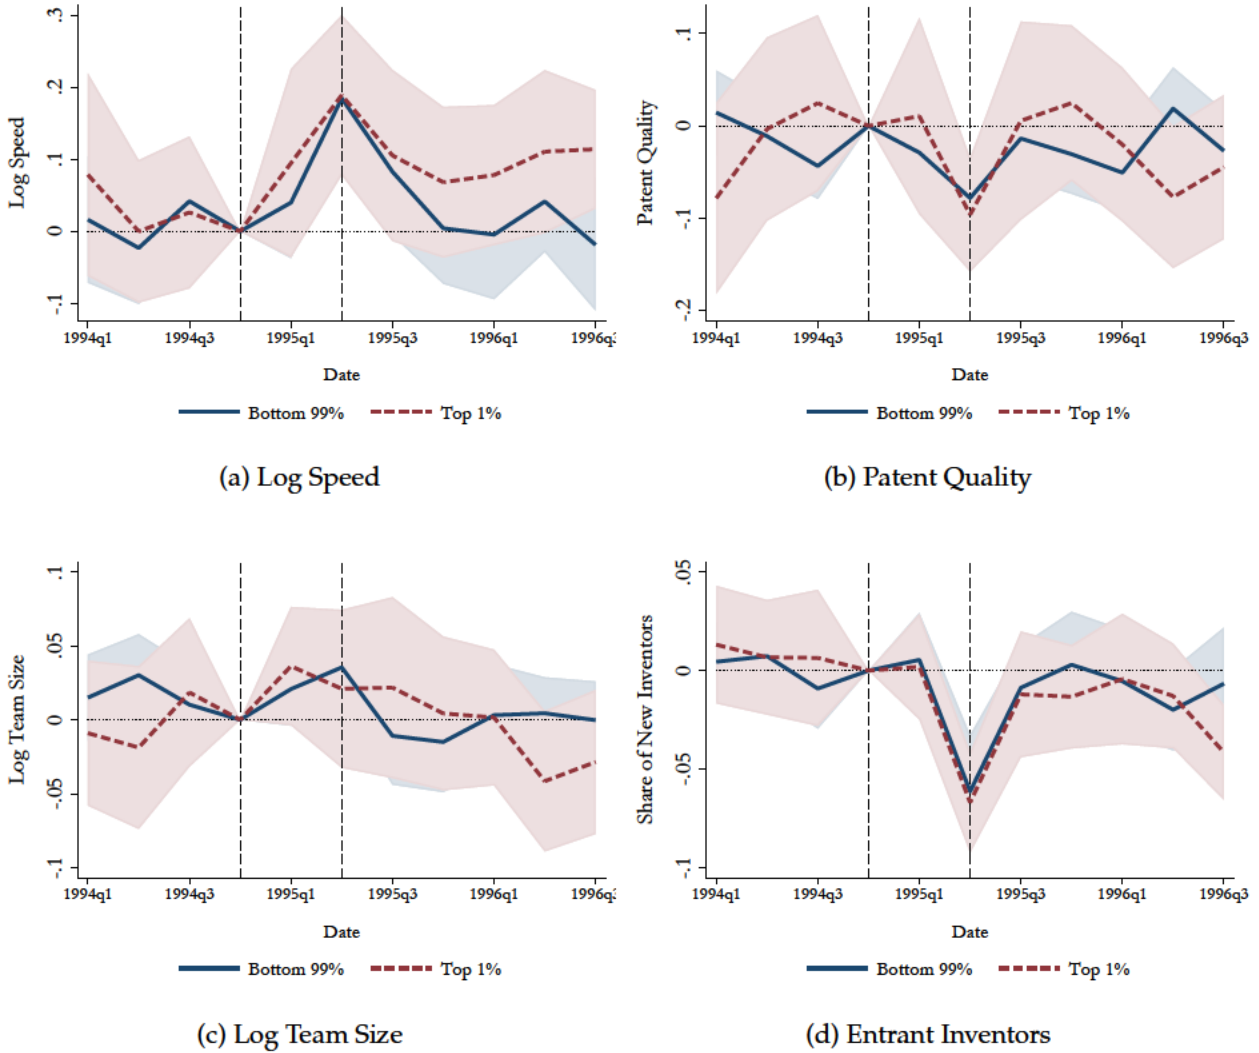 .3
.2
.1
0
-.1
Log Speed
1994q1 1994q3 1995q1 1995q3 1996q1 1996q3
Date
Bottom 99% Top 1%
(a) Log Speed
.1
0
-.1
-.2
Patent Quality
1994q1 1994q3 1995q1 1995q3 1996q1 1996q3
Date
Bottom 99% Top 1%
(b) Patent Quality
.1
.05
0
-.05
-.1
Log Team Size
1994q1 1994q3 1995q1 1995q3 1996q1 1996q3
Date
Bottom 99% Top 1%
(c) Log Team Size
.05
0
-.05
-.1
Share of New Inventors
1994q1 1994q3 1995q1 1995q3 1996q1 1996q3
Date
Bottom 99% Top 1%
(d) Entrant Inventors